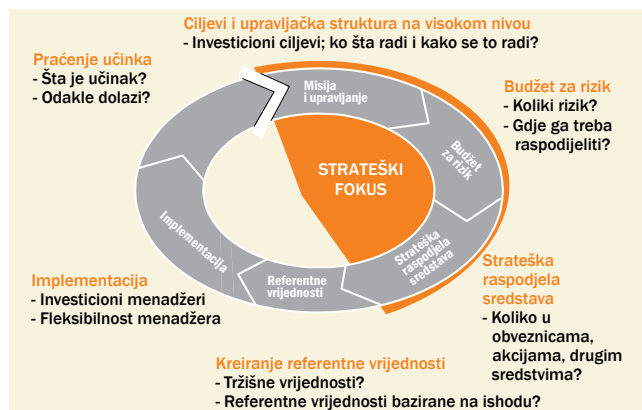 Ciljevi i upravljačka struktura na visokom nivou
- Investicioni ciljevi; ko šta radi i kako se to radi?
Praćenje učinka
- Šta je učinak?
- Odakle dolazi?
Misija
i upravljanje
Budžet za rizik
- Koliki rizik?
- Gdje ga treba
raspodijeliti?
Budžet
za rizik
STRATEŠKI
FOKUS
Strateška
raspodjela
sredstava
Referentne
vrijednosti
Implementacija
Implementacija
- Investicioni menadžeri
- Fleksibilnost menadžera
Strateška
raspodjela
sredstava
- Koliko u
obveznicama,
akcijama, drugim
sredstvima?
Kreiranje referentne vrijednosti
- Tržišne vrijednosti?
- Referentne vrijednosti bazirane na ishodu?